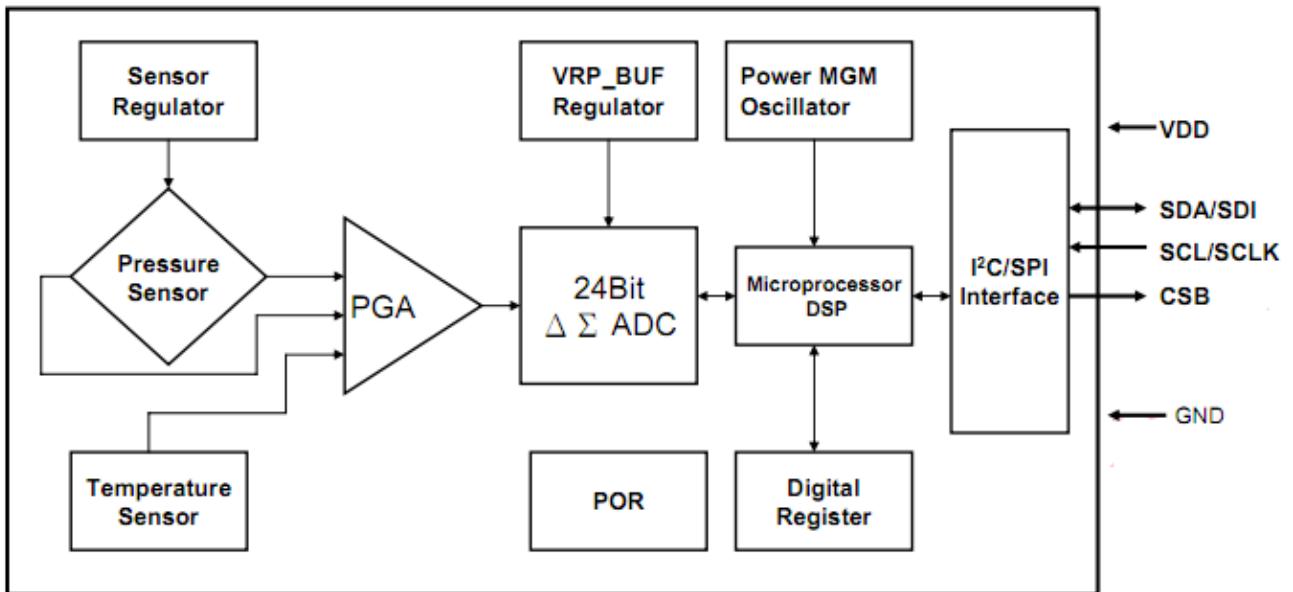 Sensor
Regulator
VRP_BUF
Regulator
Power MGM
Oscillator
VDD
Pressure
Sensor
PGA
24Bit
Δ Σ ADC
Microprocessor
DSP
I²C/SPI
Interface
SDA/SDI
SCL/SCLK
CSB
GND
Temperature
Sensor
POR
Digital
Register